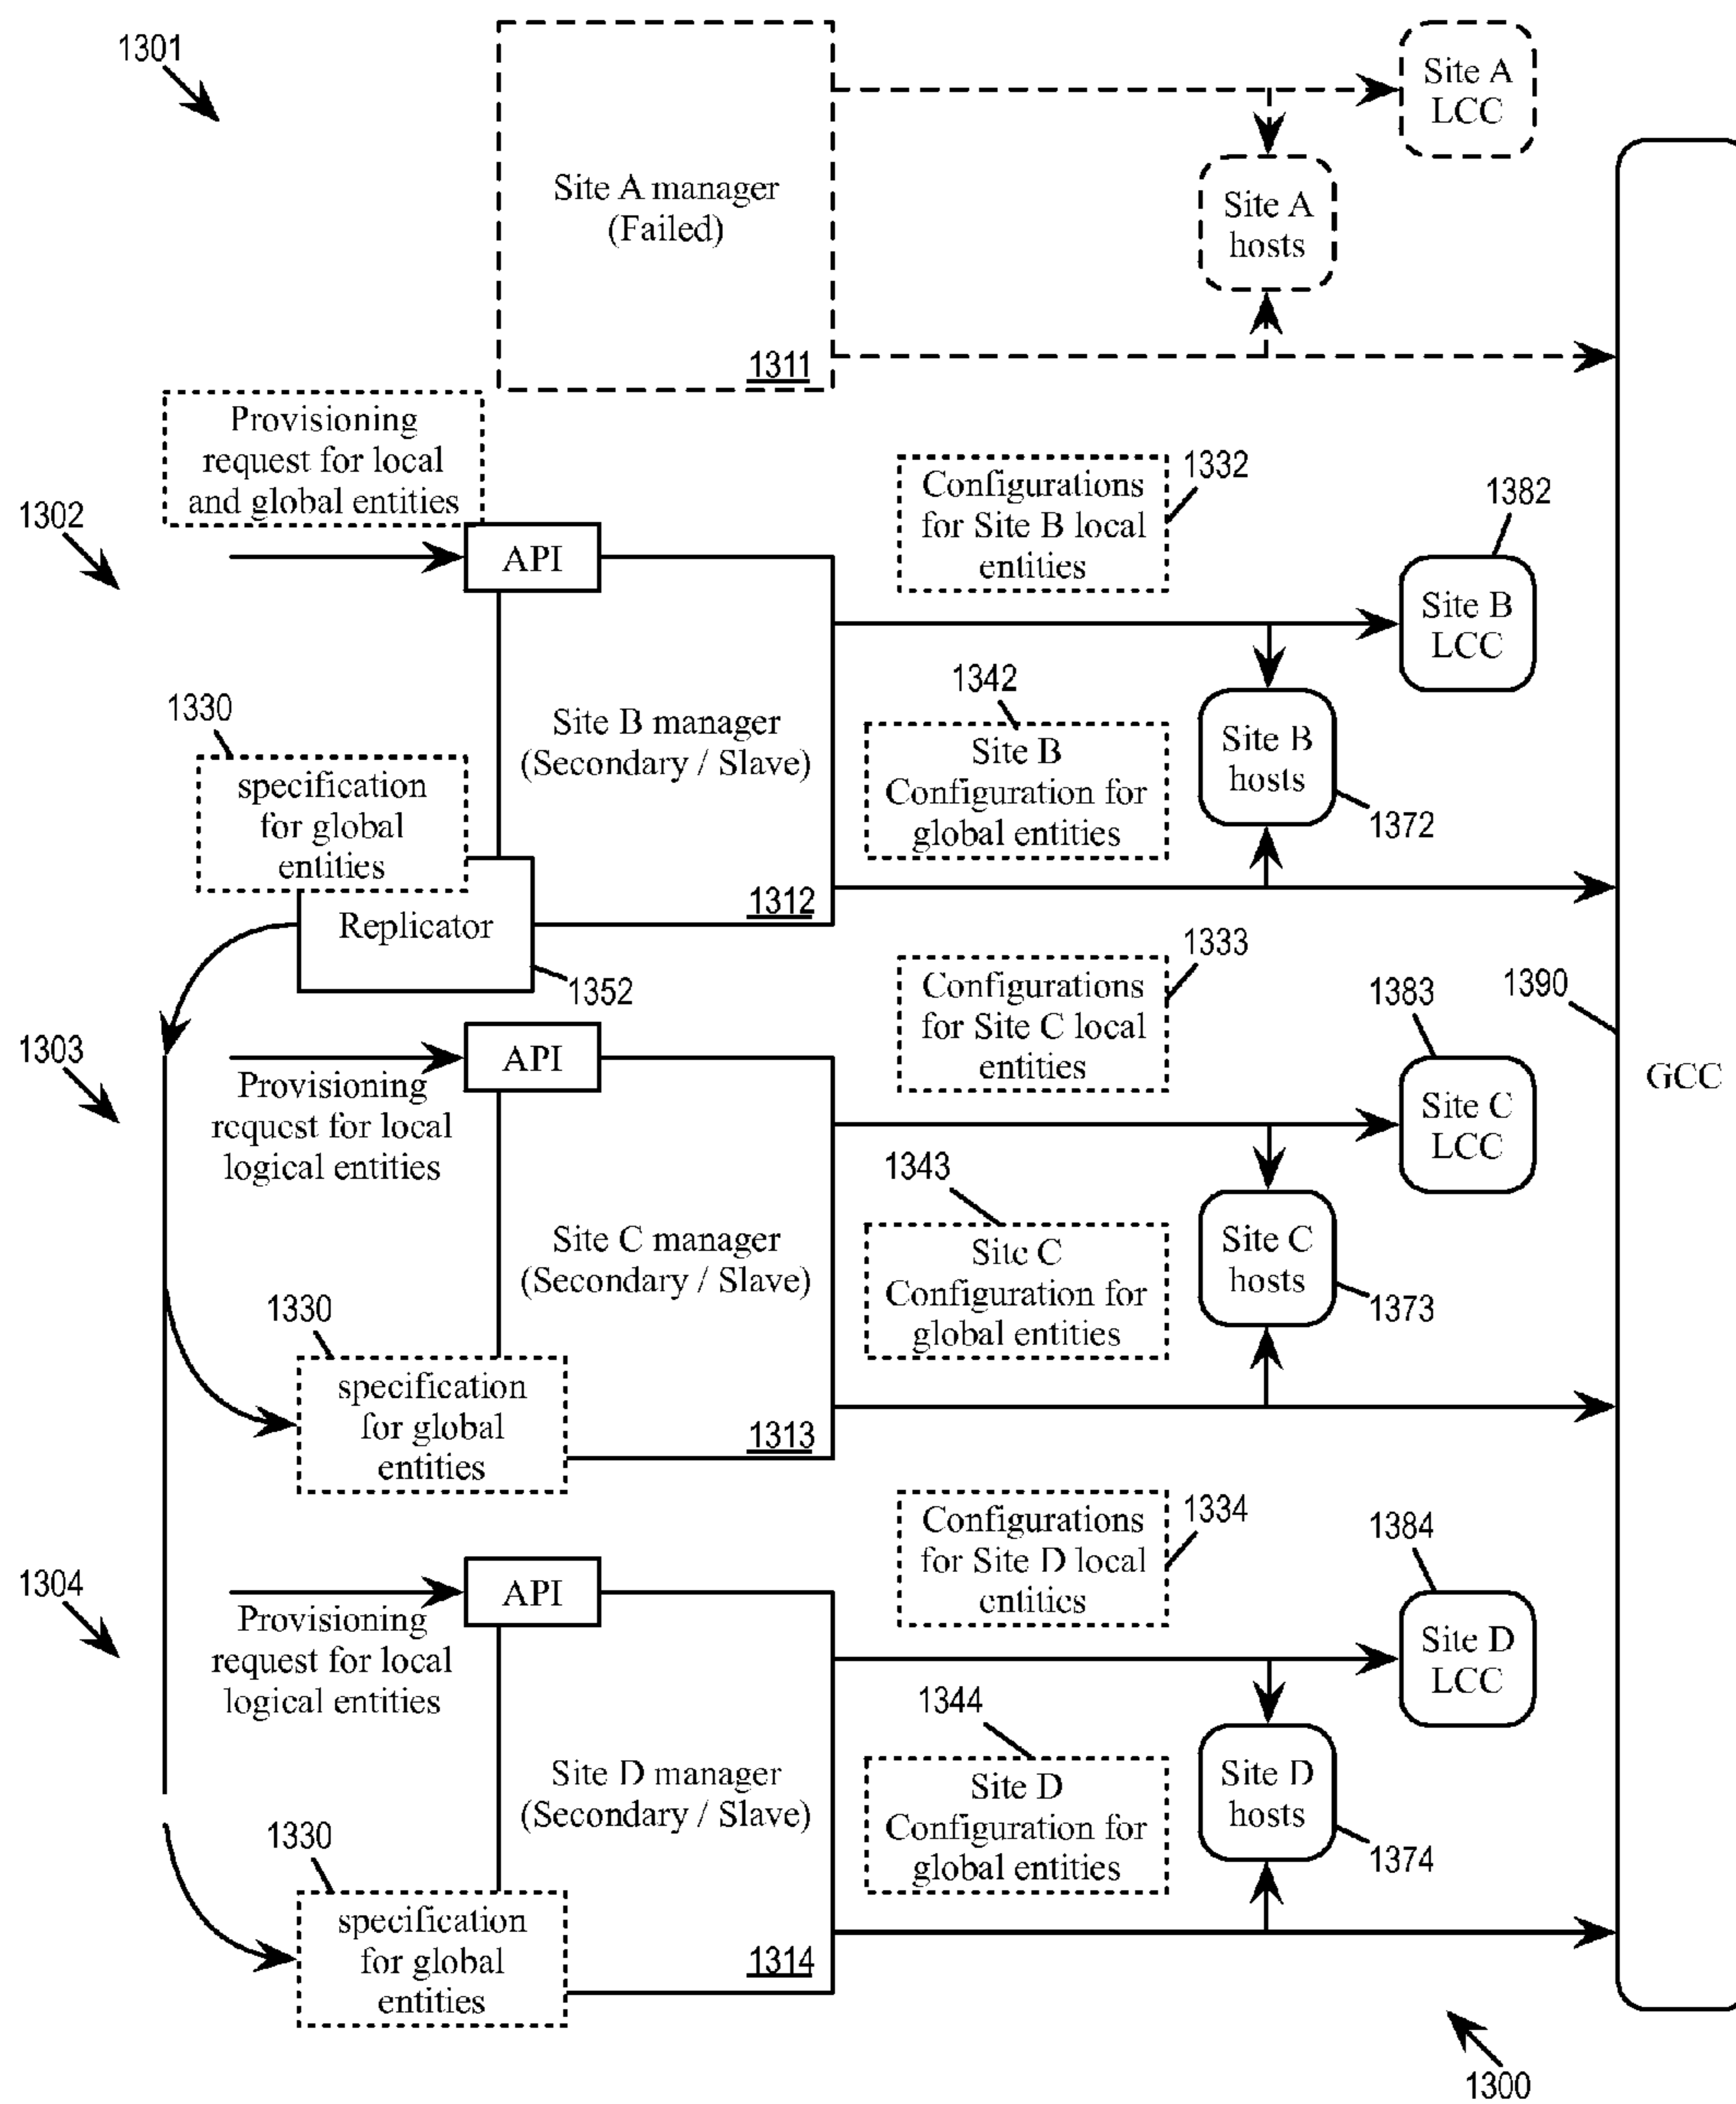 1301
Site A manager
(Failed)
1311
Site A
LCC
Site A
hosts
Provisioning
request for local
and global entities
1302
API
Configurations
for Site B local
entities
1332
1382
Site B
LCC
1330
specification
for global
entities
Site B manager
(Secondary / Slave)
1312
1342
Site B
Configuration for
global entities
Site B
hosts
1372
Replicator
1352
1303
API
Provisioning
request for local
logical entities
Configurations
for Site C local
entities
1333
1383
Site C
LCC
1390
GCC
1330
specification
for global
entities
Site C manager
(Secondary / Slave)
1313
1343
Site C
Configuration for
global entities
Site C
hosts
1373
1304
API
Provisioning
request for local
logical entities
Configurations
for Site D local
entities
1334
1384
Site D
LCC
1330
specification
for global
entities
Site D manager
(Secondary / Slave)
1314
1344
Site D
Configuration for
global entities
Site D
hosts
1374
1300